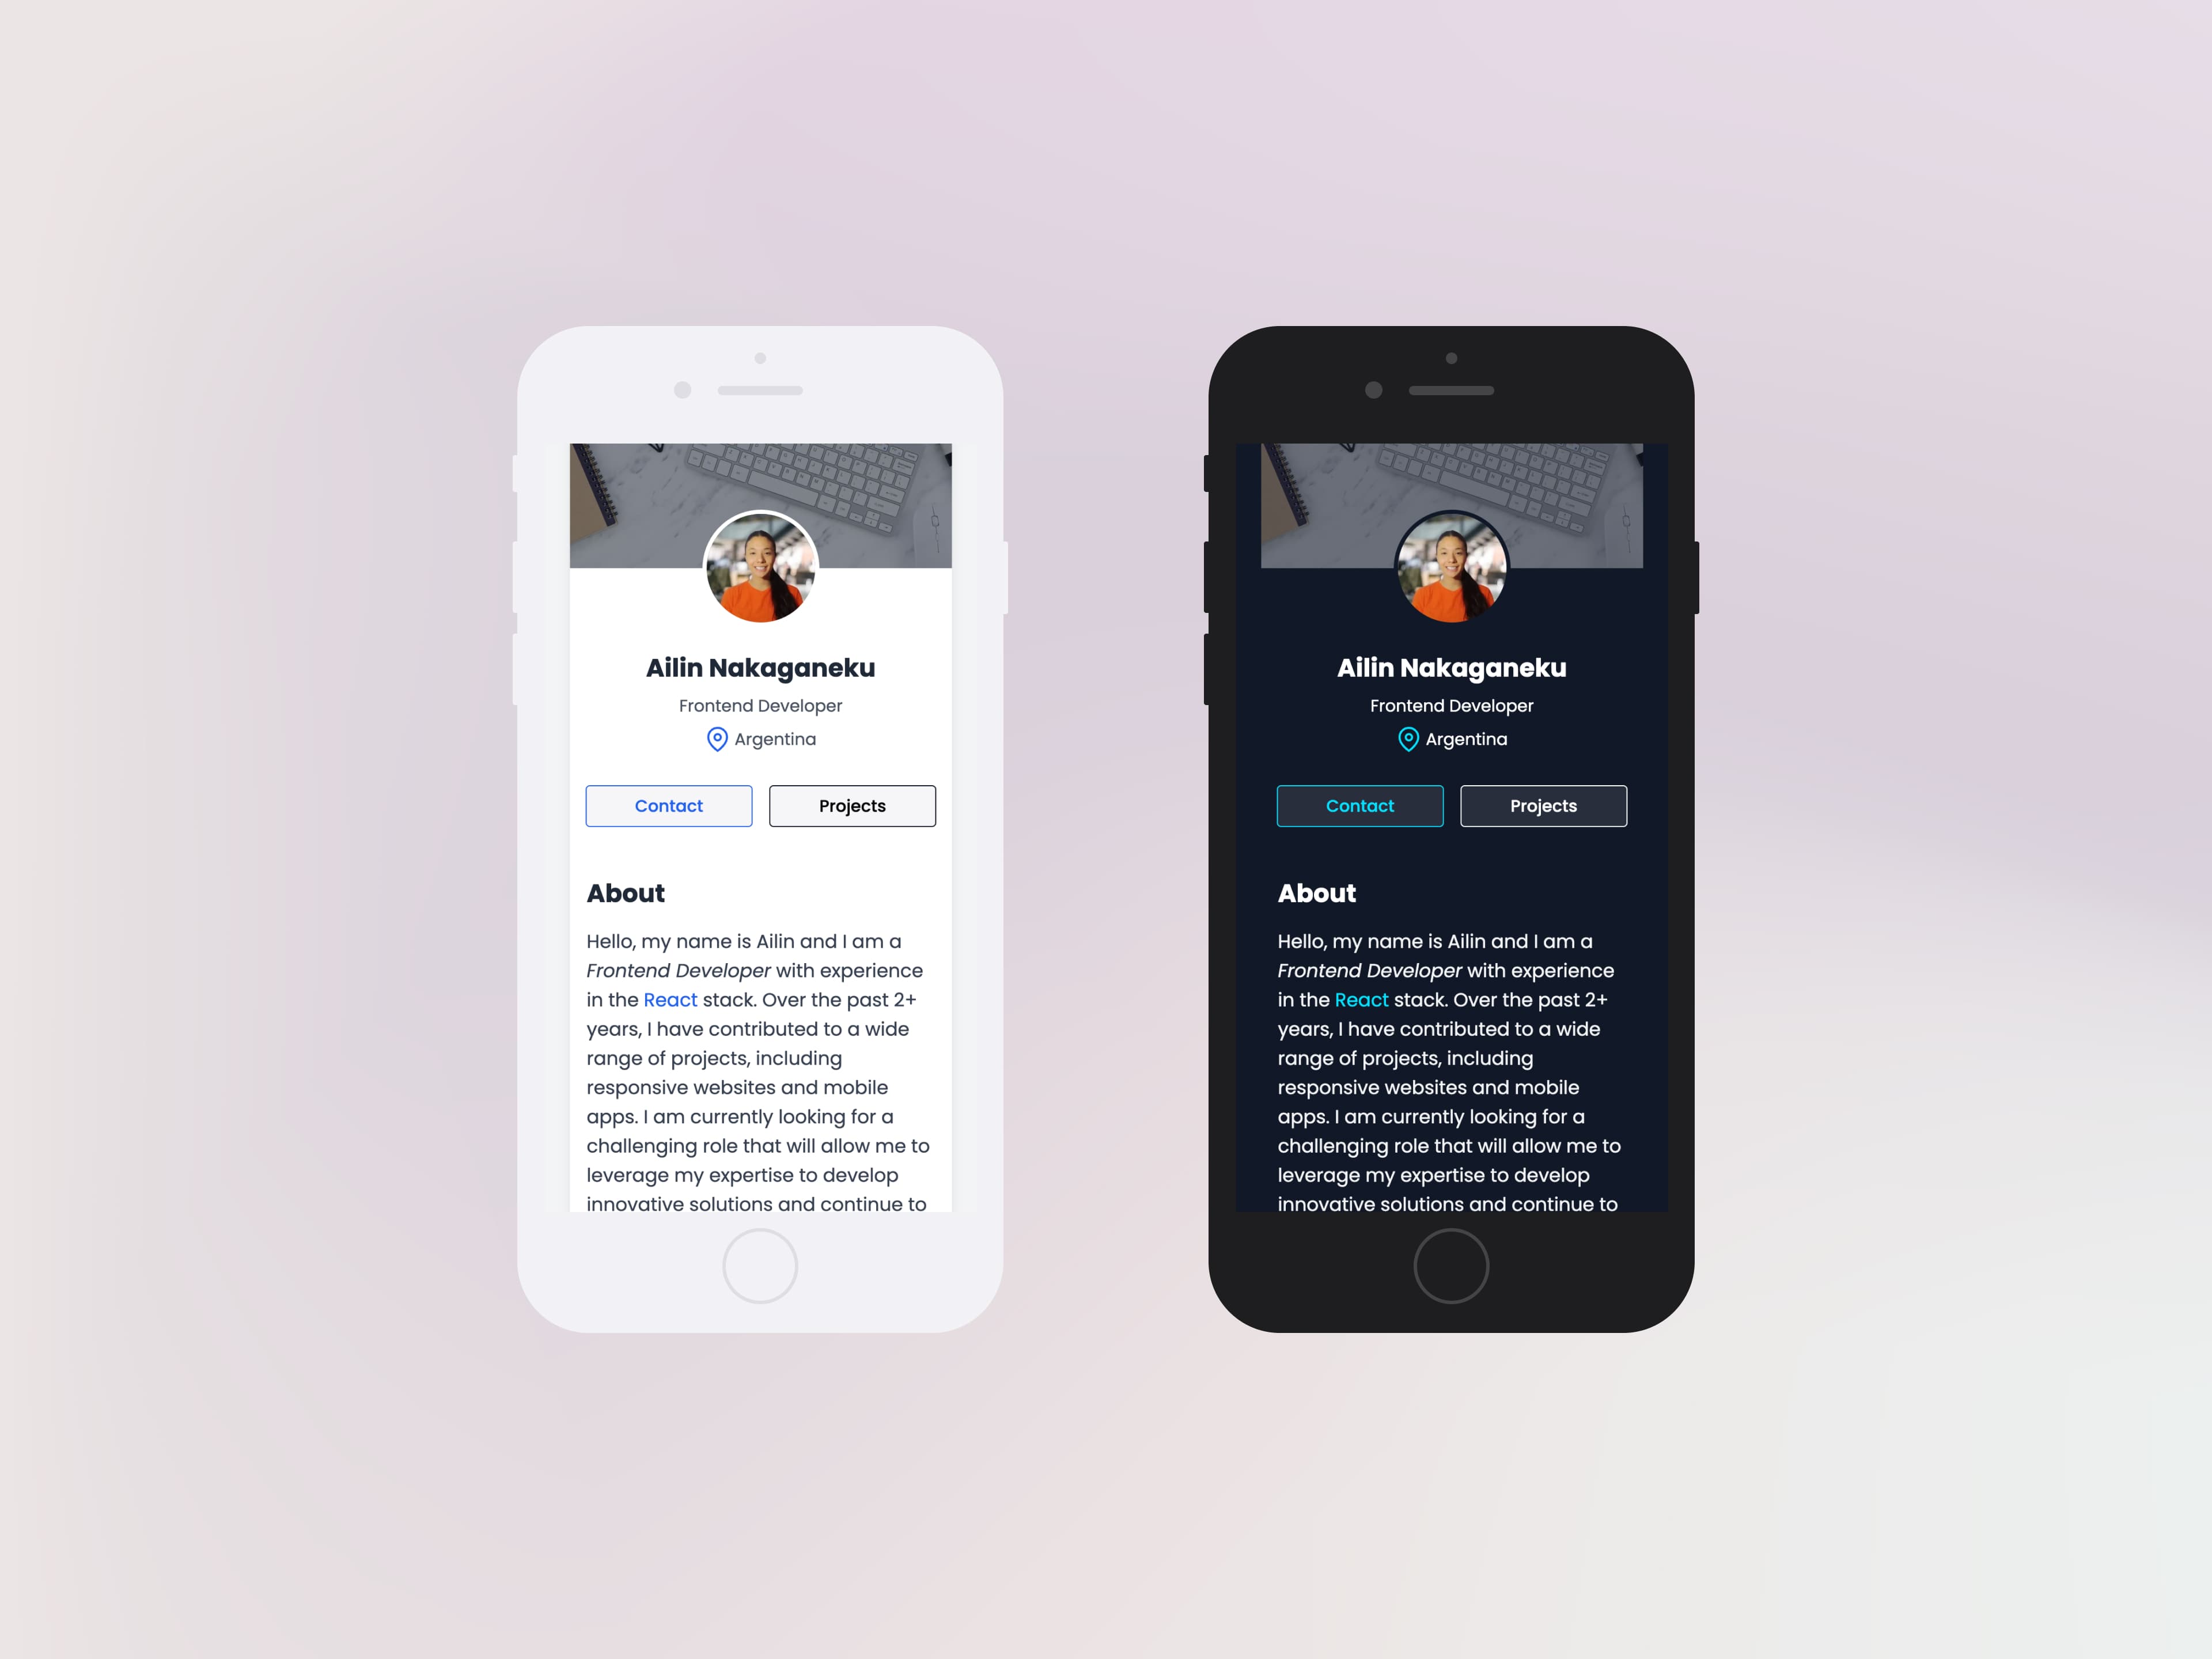 Ailin Nakaganeku
Frontend Developer
Argentina
Contact
Projects
About
Hello, my name is Ailin and I am a
Frontend Developer with experience
in the React stack. Over the past 2+
years, I have contributed to a wide
range of projects, including
responsive websites and mobile
apps. I am currently looking for a
challenging role that will allow me to
leverage my expertise to develop
innovative solutions and continue to
Ailin Nakaganeku
Frontend Developer
Argentina
Contact
Projects
About
Hello, my name is Ailin and I am a
Frontend Developer with experience
in the React stack. Over the past 2+
years, I have contributed to a wide
range of projects, including
responsive websites and mobile
apps. I am currently looking for a
challenging role that will allow me to
leverage my expertise to develop
innovative solutions and continue to